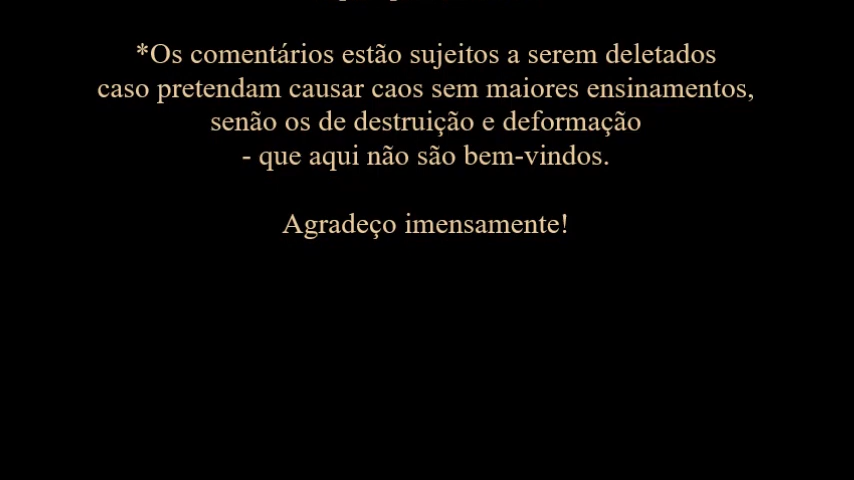 *Os comentários estão sujeitos a serem deletados
caso pretendam causar caos sem maiores ensinamentos,
senão os de destruição e deformação
- que aqui não são bem-vindos.
Agradeço imensamente!